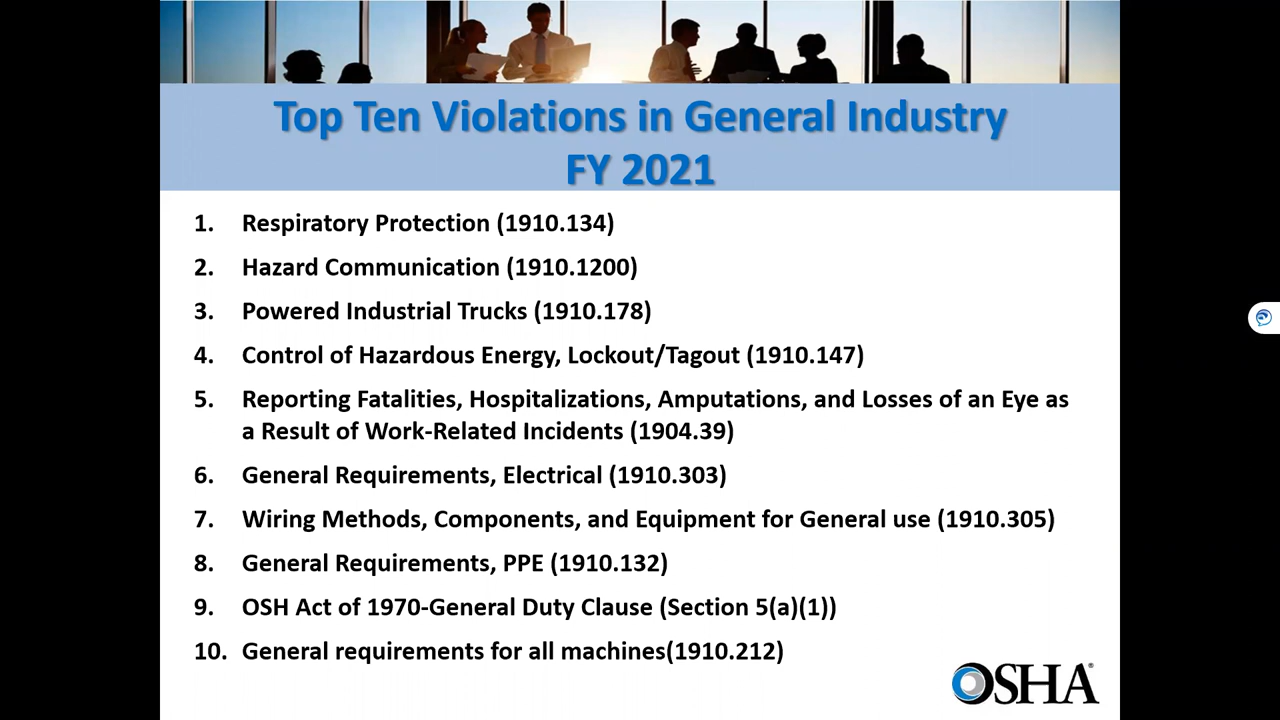 Top Ten Violations in General Industry
FY 2021
1. Respiratory Protection (1910.134)
2. Hazard Communication (1910.1200)
3. Powered Industrial Trucks (1910.178)
4. Control of Hazardous Energy, Lockout/Tagout (1910.147)
5. Reporting Fatalities, Hospitalizations, Amputations, and Losses of an Eye as
a Result of Work-Related Incidents (1904.39)
6. General Requirements, Electrical (1910.303)
7. Wiring Methods, Components, and Equipment for General use (1910.305)
8. General Requirements, PPE (1910.132)
9. OSH Act of 1970-General Duty Clause (Section 5(a)(1))
10. General requirements for all machines(1910.212)
OSHA®